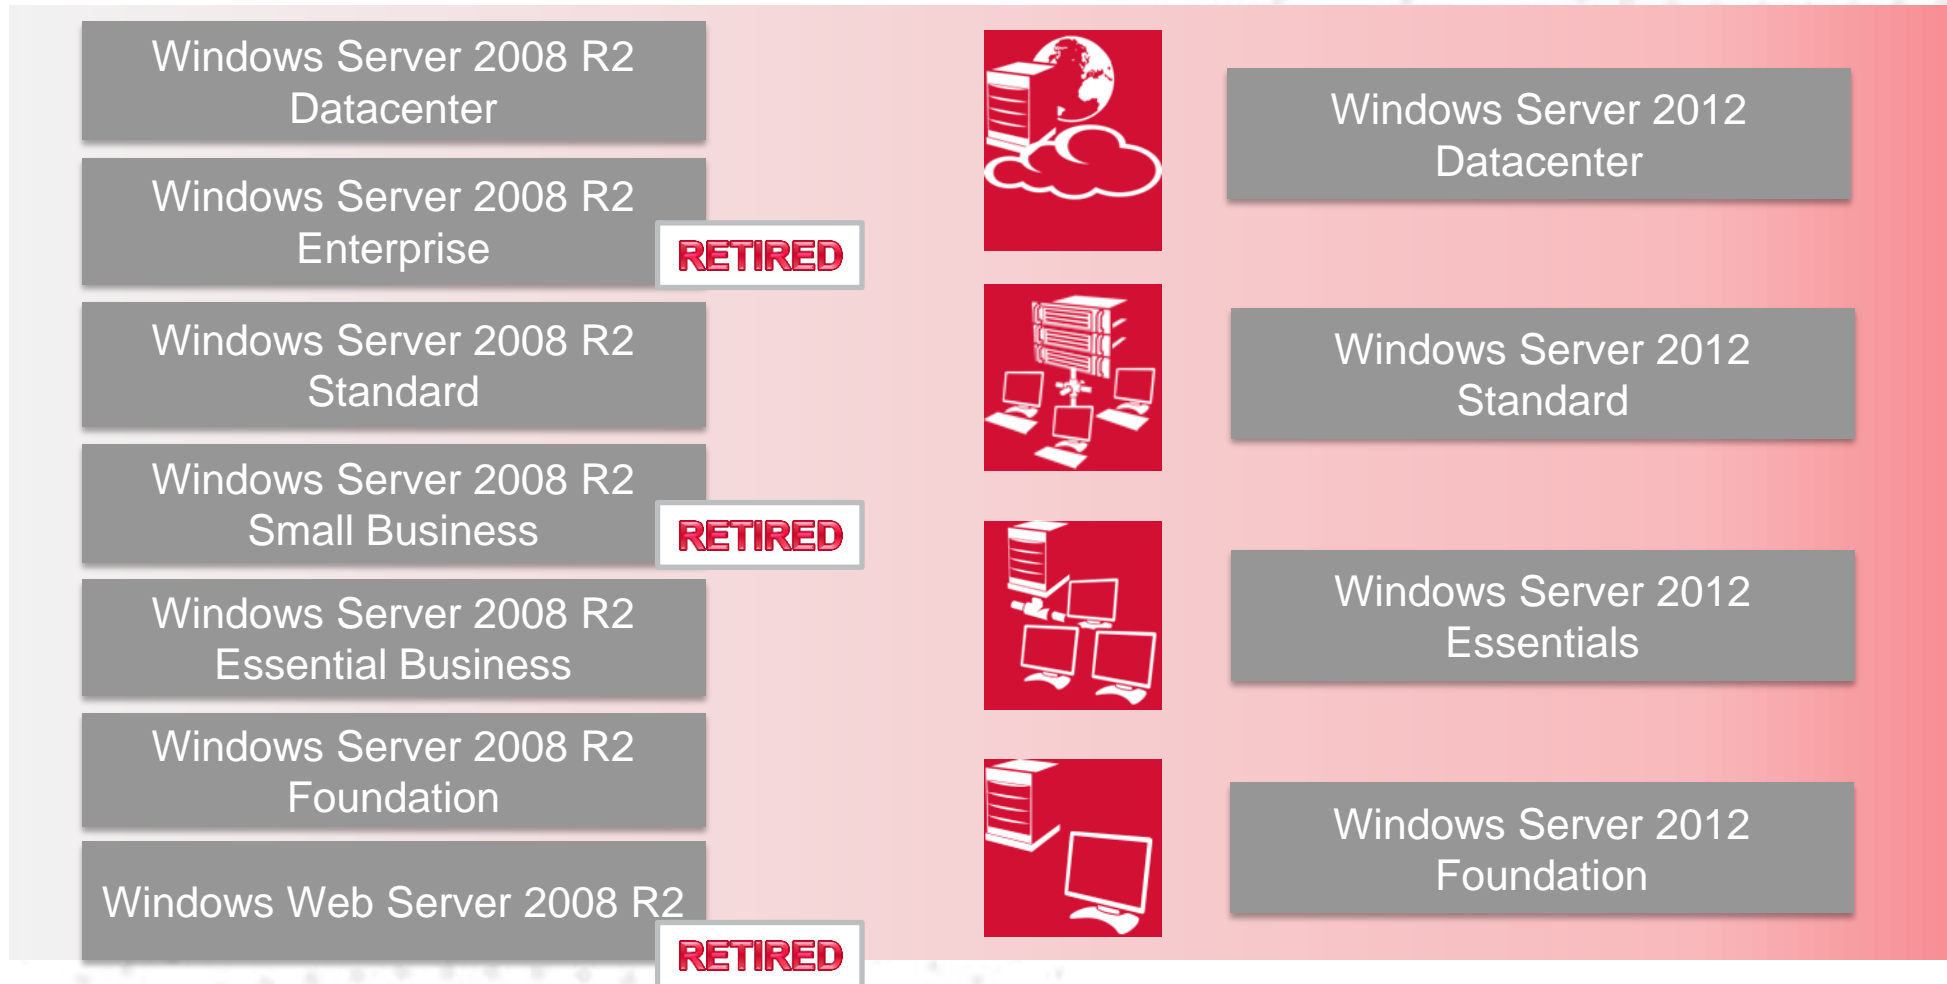 Windows Server 2008 R2
Datacenter
Windows Server 2008 R2
Enterprise
RETIRED
Windows Server 2008 R2
Standard
Windows Server 2008 R2
Small Business
RETIRED
Windows Server 2008 R2
Essential Business
Windows Server 2008 R2
Foundation
Windows Web Server 2008 R2
RETIRED
Windows Server 2012
Datacenter
Windows Server 2012
Standard
Windows Server 2012
Essentials
Windows Server 2012
Foundation